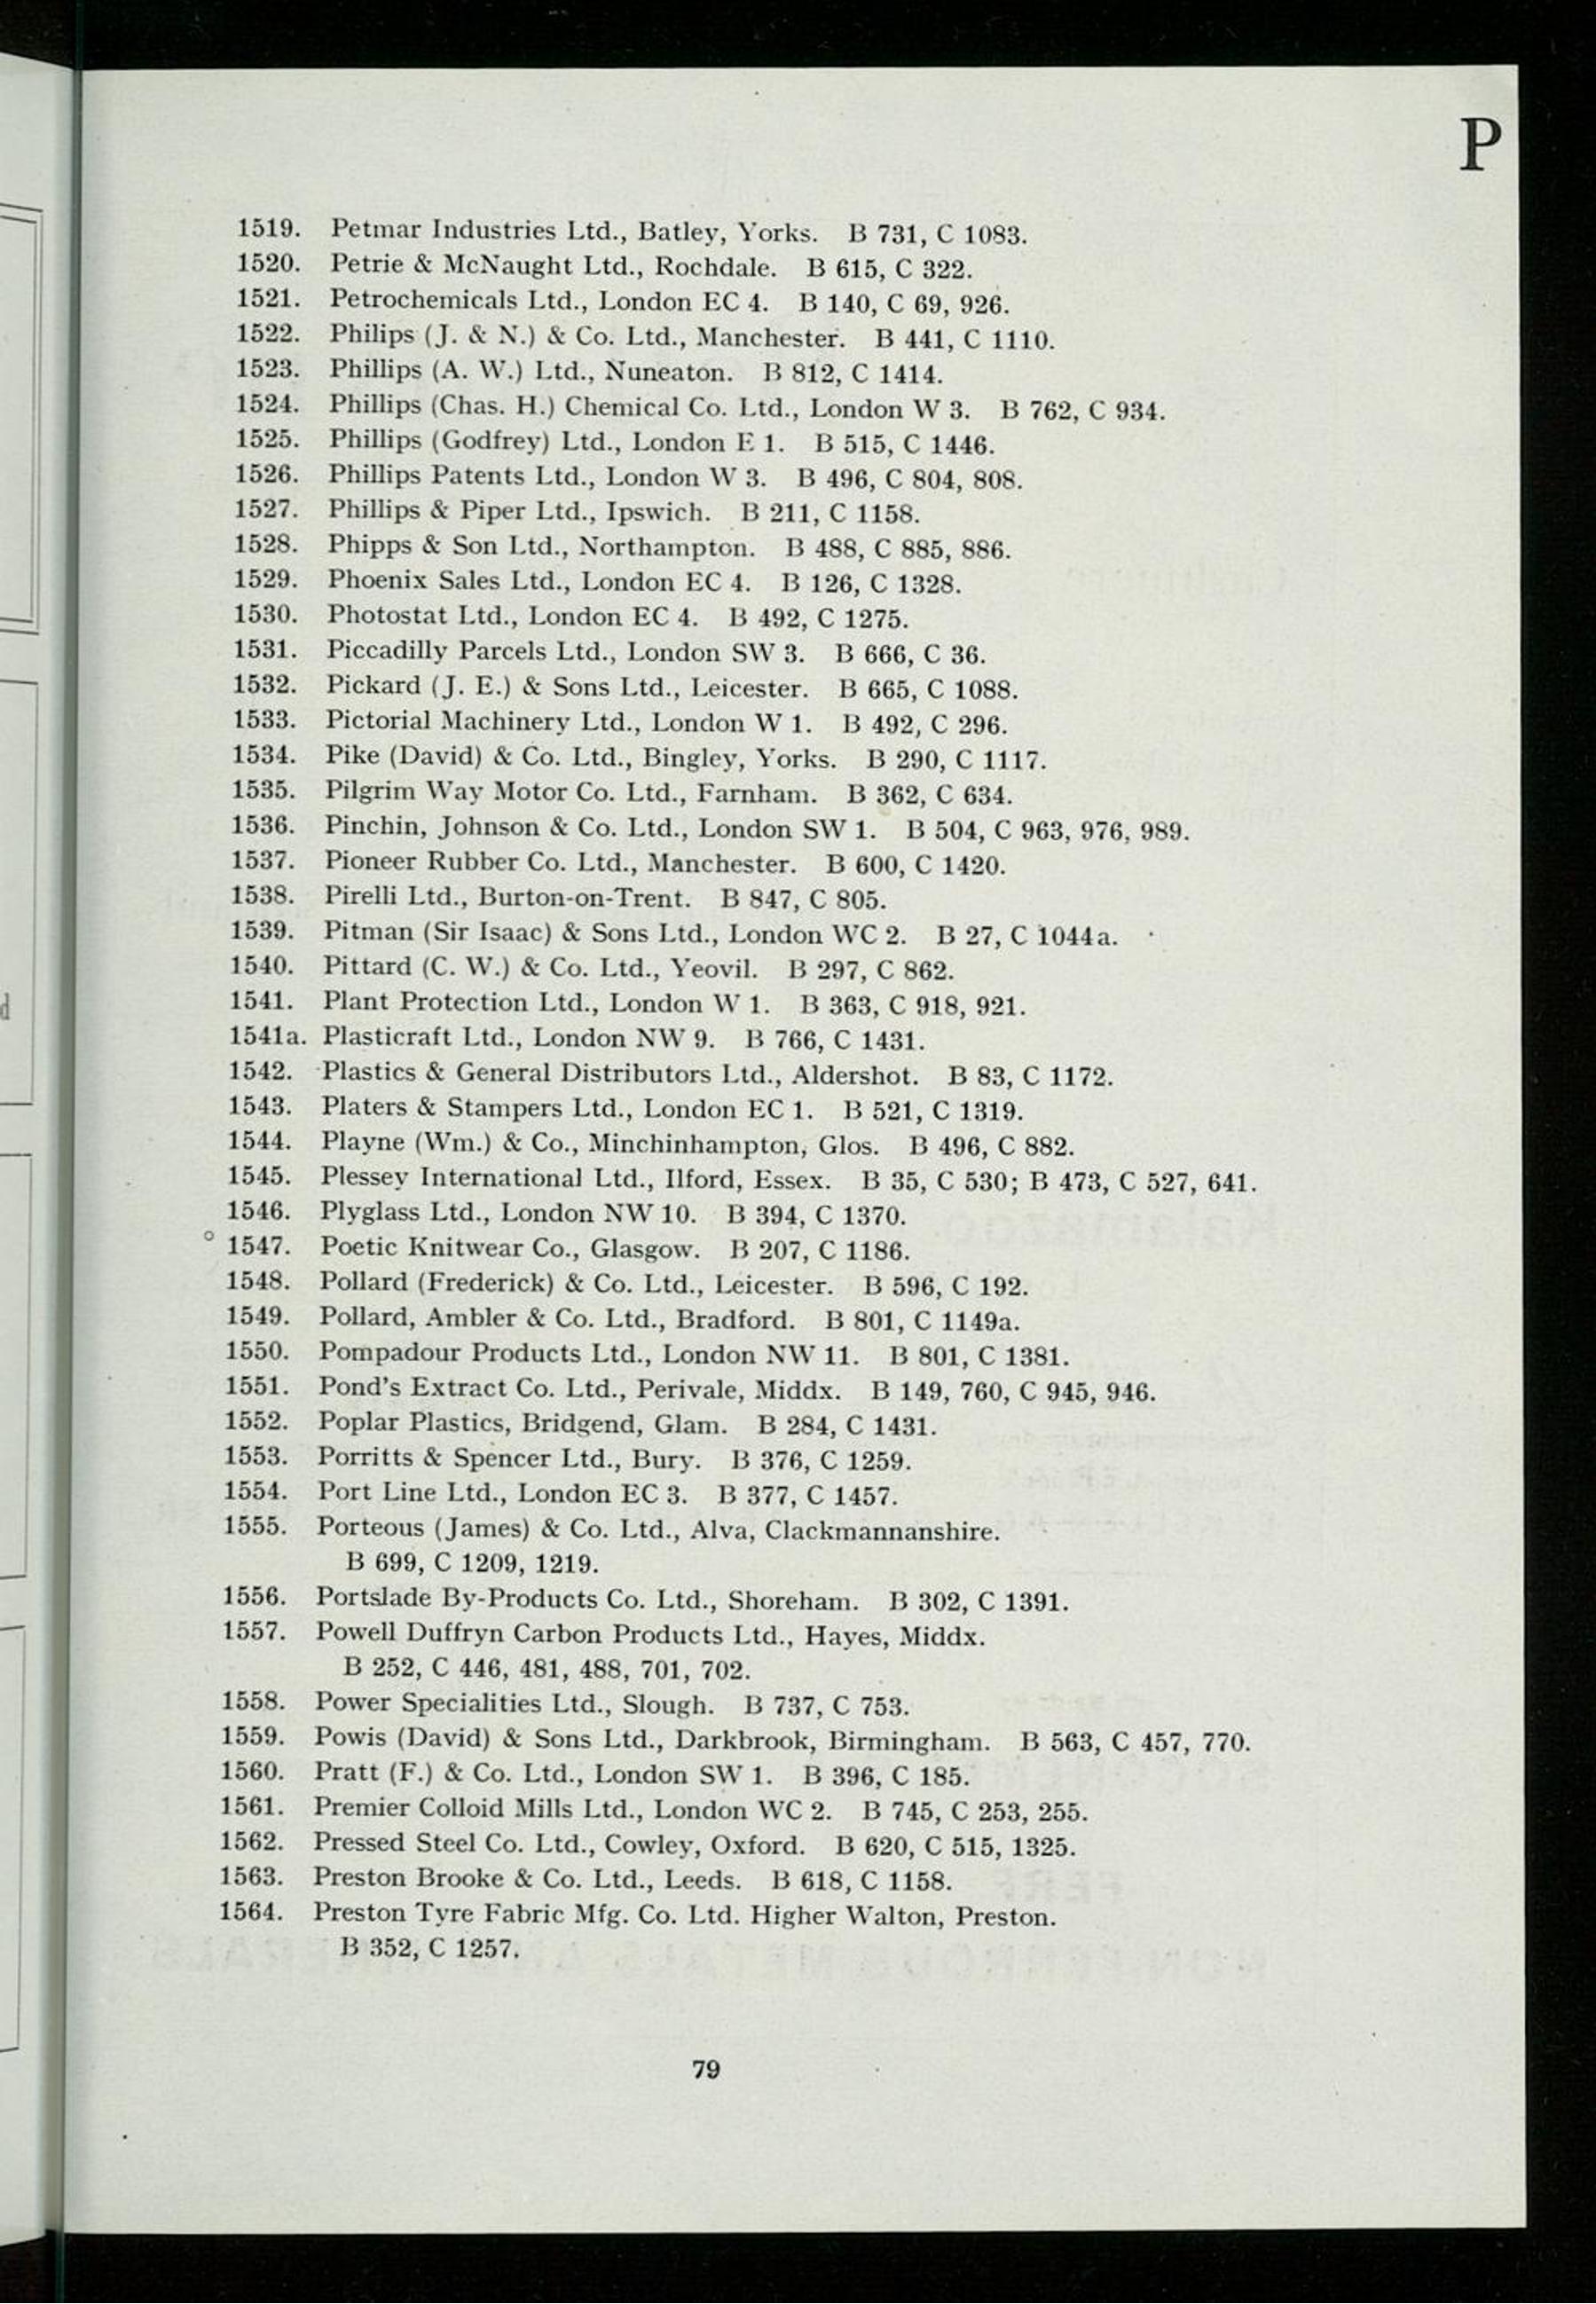 P
1519. Petmar Industries Ltd., Batley, Yorks. B 731, C 1083.
1520. Petrie & McNaught Ltd., Rochdale. B 615, C 322.
1521. Petrochemicals Ltd., London EC 4. B 140, C 69, 926.
1522. Philips (J. & N.) & Co. Ltd., Manchester. B 441, C 1110.
1523. Phillips (A. W.) Ltd., Nuneaton. B 812, C 1414.
1524. Phillips (Chas. H.) Chemical Co. Ltd., London W 3. B 762, C 934.
1525. Phillips (Godfrey) Ltd., London E 1. B 515, C 1446.
1526. Phillips Patents Ltd., London W 3. B 496, C 804, 808.
1527. Phillips & Piper Ltd., Ipswich. B 211, C 1158.
1528. Phipps & Son Ltd., Northampton. B 488, C 885, 886.
1529. Phoenix Sales Ltd., London EC 4. B 126, C 1328.
1530. Photostat Ltd., London EC 4. B 492, C 1275.
1531. Piccadilly Parcels Ltd., London SW 3. B 666, C 36.
1532. Pickard (J. E.) & Sons Ltd., Leicester. B 665, C 1088.
1533. Pictorial Machinery Ltd., London W 1. B 492, C 296.
1534. Pike (David) & Co. Ltd., Bingley, Yorks. B 290, C 1117.
1535. Pilgrim Way Motor Co. Ltd., Farnham. B 362, C 634.
1536. Pinchin, Johnson & Co. Ltd., London SW 1. B 504, C 963, 976, 989.
1537. Pioneer Rubber Co. Ltd., Manchester. B 600, C 1420.
1538. Pirelli Ltd., Burton-on-Trent. B 847, C 805.
1539. Pitman (Sir Isaac) & Sons Ltd., London WC 2. B 27, C 1044a.
1540. Pittard (C. W.) & Co. Ltd., Yeovil. B 297, C 862.
1541. Plant Protection Ltd., London W 1. B 363, C 918, 921.
1541a. Plasticraft Ltd., London NW 9. B 766, C 1431.
1542. Plastics & General Distributors Ltd., Aldershot. B 83, C 1172.
1543. Platers & Stampers Ltd., London EC 1. B 521, C 1319.
1544. Playne (Wm.) & Co., Minchinhampton, Glos. B 496, C 882.
1545. Plessey International Ltd., Ilford, Essex. B 35, C 530; B 473, C 527, 641.
1546. Plyglass Ltd., London NW 10. B 394, C 1370.
° 1547. Poetic Knitwear Co., Glasgow. B 207, C 1186.
1548. Pollard (Frederick) & Co. Ltd., Leicester. B 596, C 192.
1549. Pollard, Ambler & Co. Ltd., Bradford. B 801, C 1149a.
1550. Pompadour Products Ltd., London NW 11. B 801, C 1381.
1551. Pond's Extract Co. Ltd., Perivale, Middx. B 149, 760, C 945, 946.
1552. Poplar Plastics, Bridgend, Glam. B 284, C 1431.
1553. Porritts & Spencer Ltd., Bury. B 376, C 1259.
1554. Port Line Ltd., London EC 3. B 377, C 1457.
1555. Porteous (James) & Co. Ltd., Alva, Clackmannanshire.
B 699, C 1209, 1219.
1556. Portslade By-Products Co. Ltd., Shoreham. B 302, C 1391.
1557. Powell Duffryn Carbon Products Ltd., Hayes, Middx.
B 252, C 446, 481, 488, 701, 702.
1558. Power Specialities Ltd., Slough. B 737, C 753.
1559. Powis (David) & Sons Ltd., Darkbrook, Birmingham. B 563, C 457, 770.
1560. Pratt (F.) & Co. Ltd., London SW 1. B 396, C 185.
1561. Premier Colloid Mills Ltd., London WC 2. B 745, C 253, 255.
1562. Pressed Steel Co. Ltd., Cowley, Oxford. B 620, C 515, 1325.
1563. Preston Brooke & Co. Ltd., Leeds. B 618, C 1158.
1564. Preston Tyre Fabric Mfg. Co. Ltd. Higher Walton, Preston.
B 352, C 1257.
79